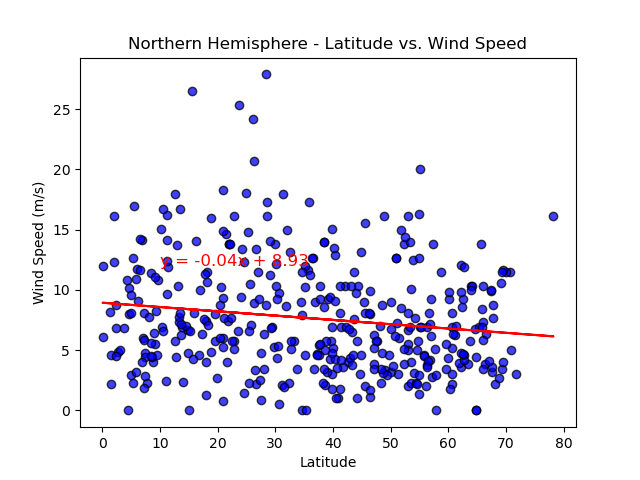 Northern Hemisphere - Latitude vs. Wind Speed
Wind Speed (m/s)
25
20
15
10
5
0
y = -0.04x + 8.93
0 10 20 30 40 50 60 70 80
Latitude